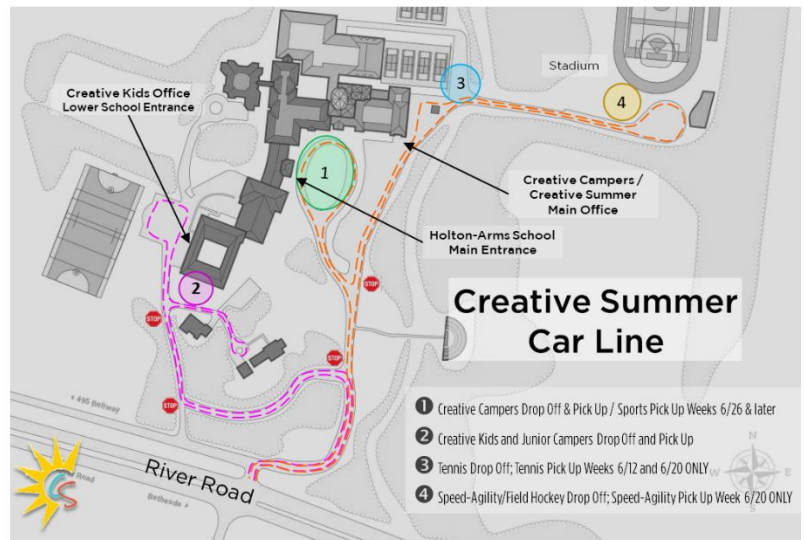 Stadium
3
4
Creative Kids Office
Lower School Entrance
1
Creative Campers /
Creative Summer
Main Office
Holton-Arms School
Main Entrance
2
STOP
STOP
STOP
STOP
Creative Summer
Car Line
495 Beltway
River Road
Road
Bethesda
CS
1 Creative Campers Drop Off & Pick Up / Sports Pick Up Weeks 6/26 & later
2 Creative Kids and Junior Campers Drop Off and Pick Up
3 Tennis Drop Off; Tennis Pick Up Weeks 6/12 and 6/20 ONLY
4 Speed-Agility/Field Hockey Drop Off; Speed-Agility Pick Up Week 6/20 ONLY
N
W
E
S